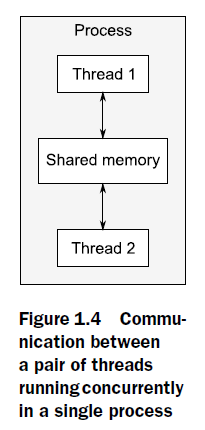 Process
Thread 1
Shared memory
Thread 2
Figure 1.4 Commu-
nication between
a pair of threads
running concurrently
in a single process